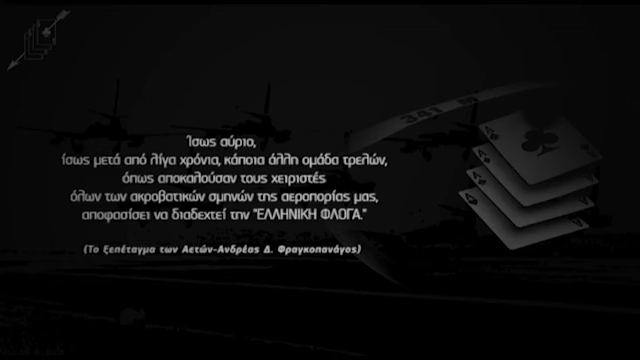 Ίσως αύριο,
ίσως μετά από λίγα χρόνια, κάποια άλλη ομάδα τρελών,
όπως αποκαλούσαν τους χειριστές
όλων των ακροβατικών σμηνών της αεροπορίας μας,
αποφασίσει να διαδεχτεί την "ΕΛΛΗΝΙΚΗ ΦΛΟΓΑ."
(Το ξεπέταγμα των Αετών-Ανδρέας Δ. Φραγκοπανάγος)
341
A
A
A
A